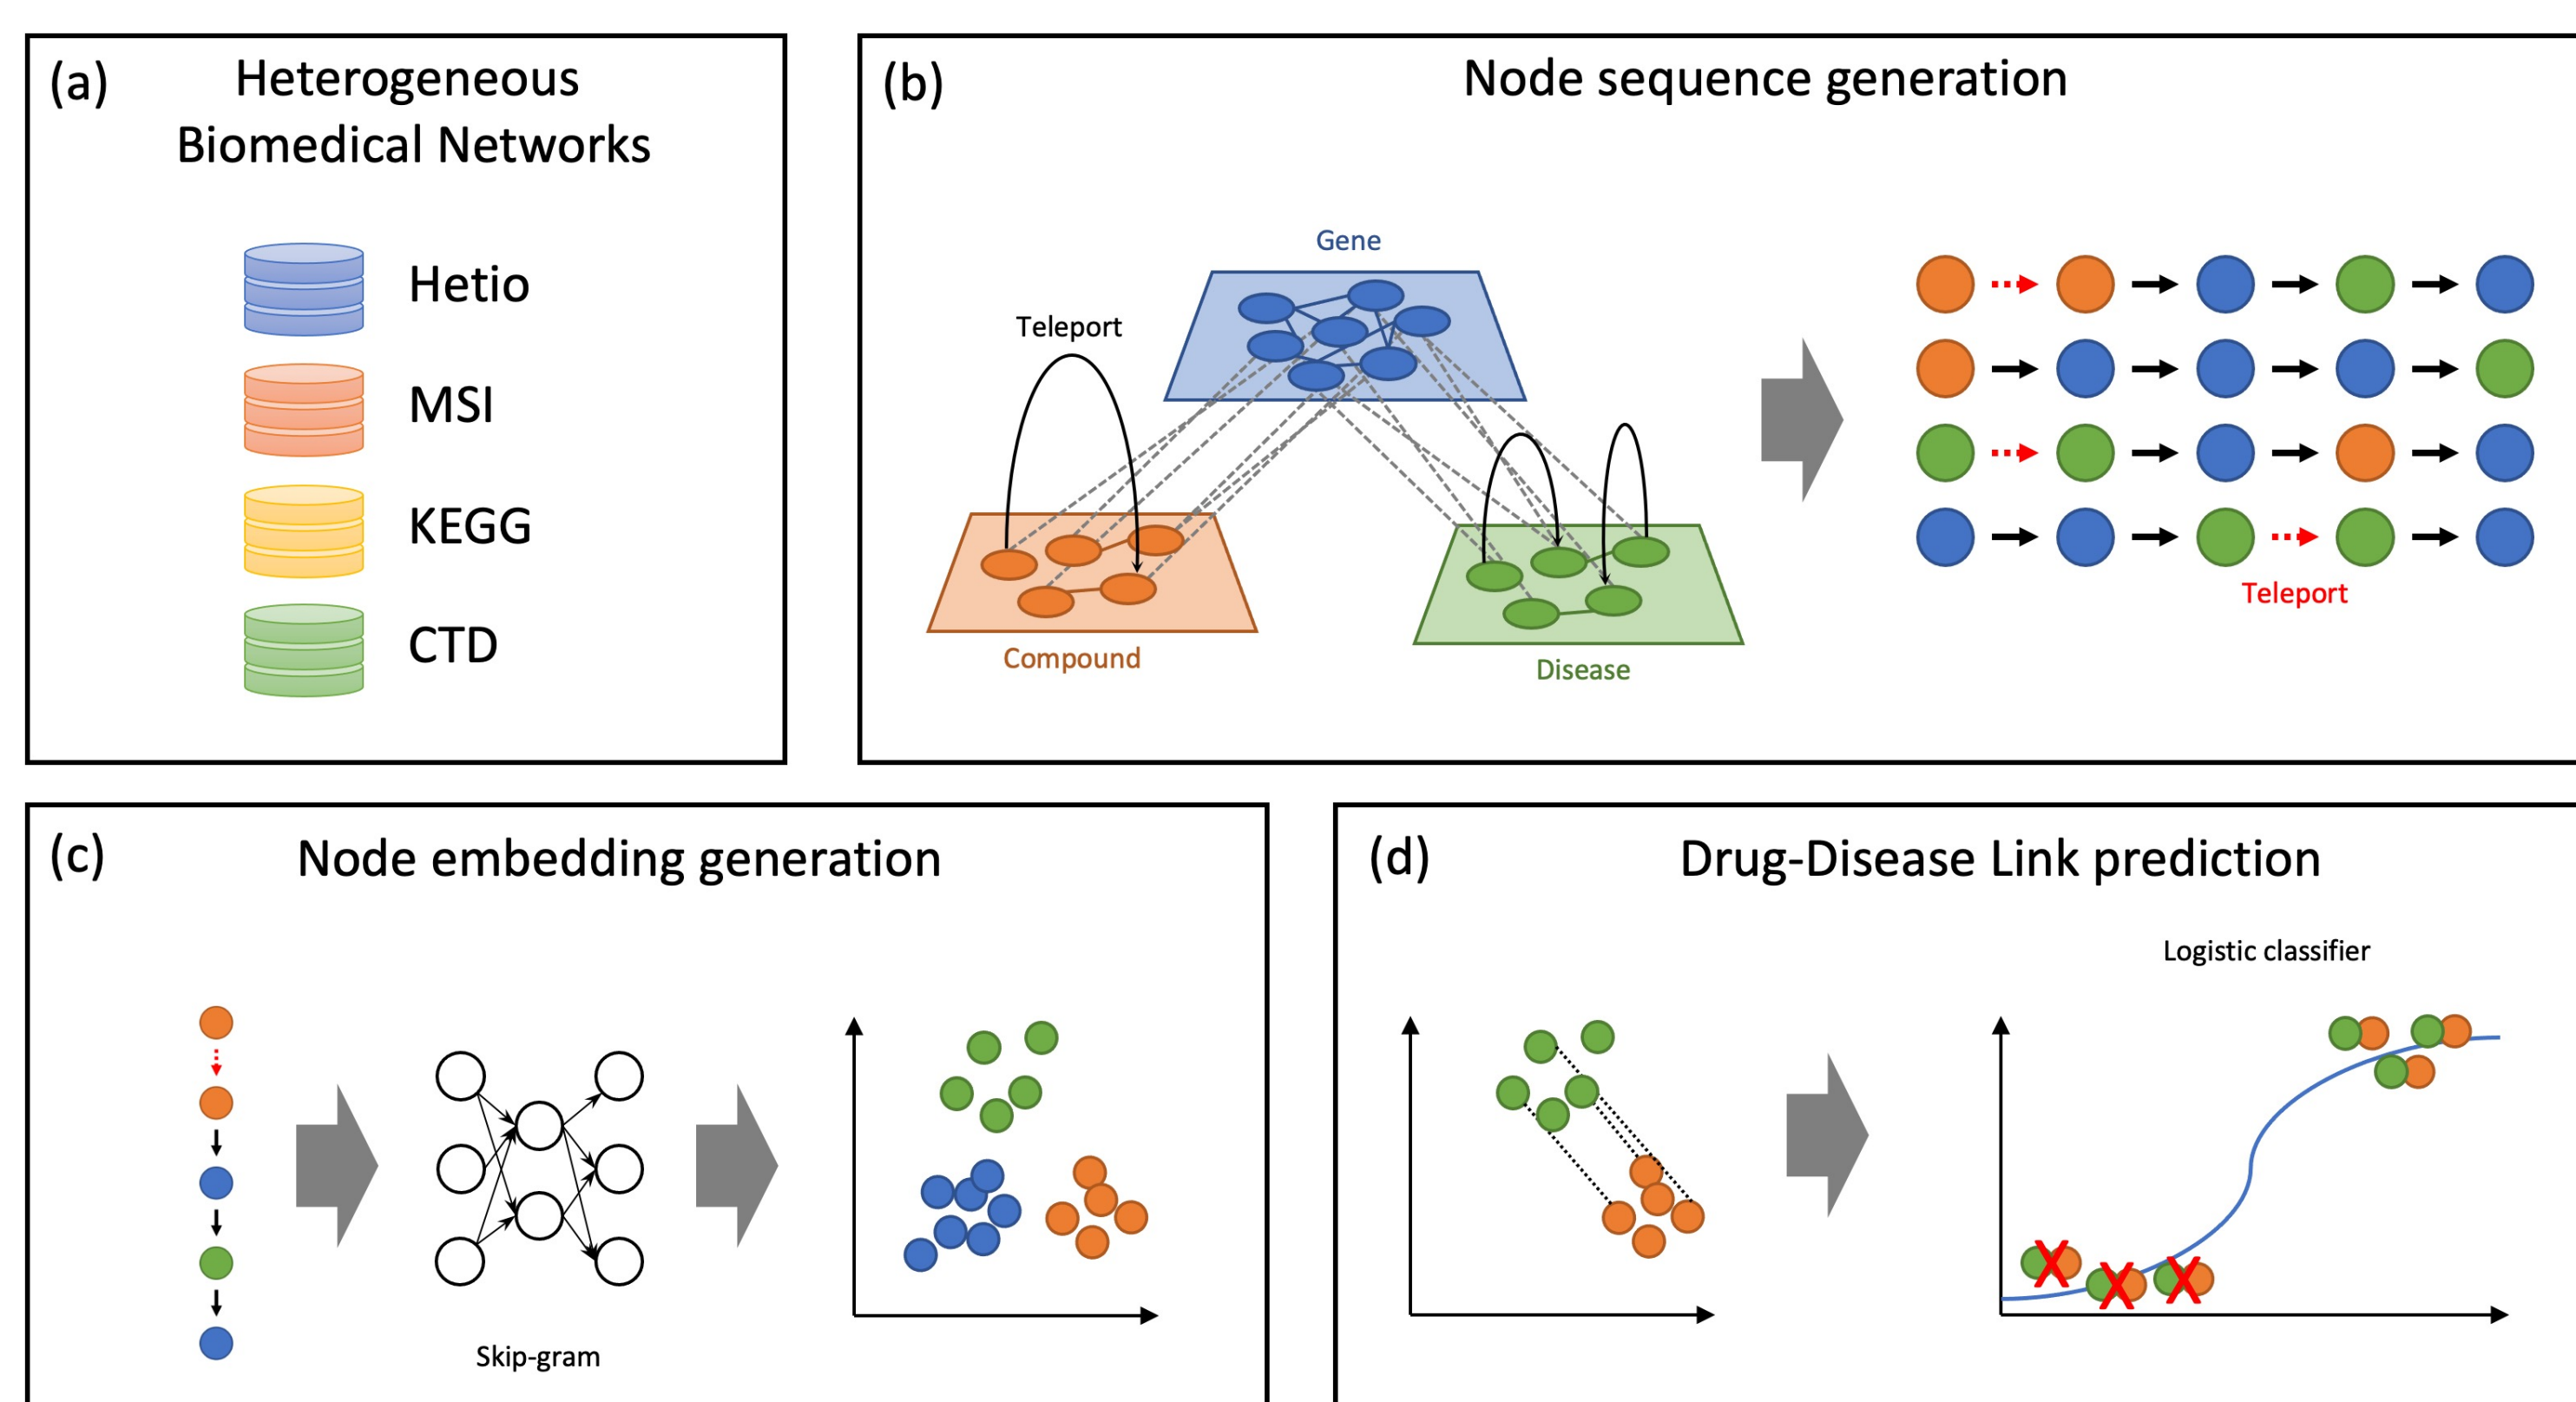 (a)
Heterogeneous
Biomedical Networks
Hetio
MSI
KEGG
CTD
(b)
Node sequence generation
Gene
Teleport
Compound
Disease
Teleport
(c)
Node embedding generation
Skip-gram
(d)
Drug-Disease Link prediction
Logistic classifier